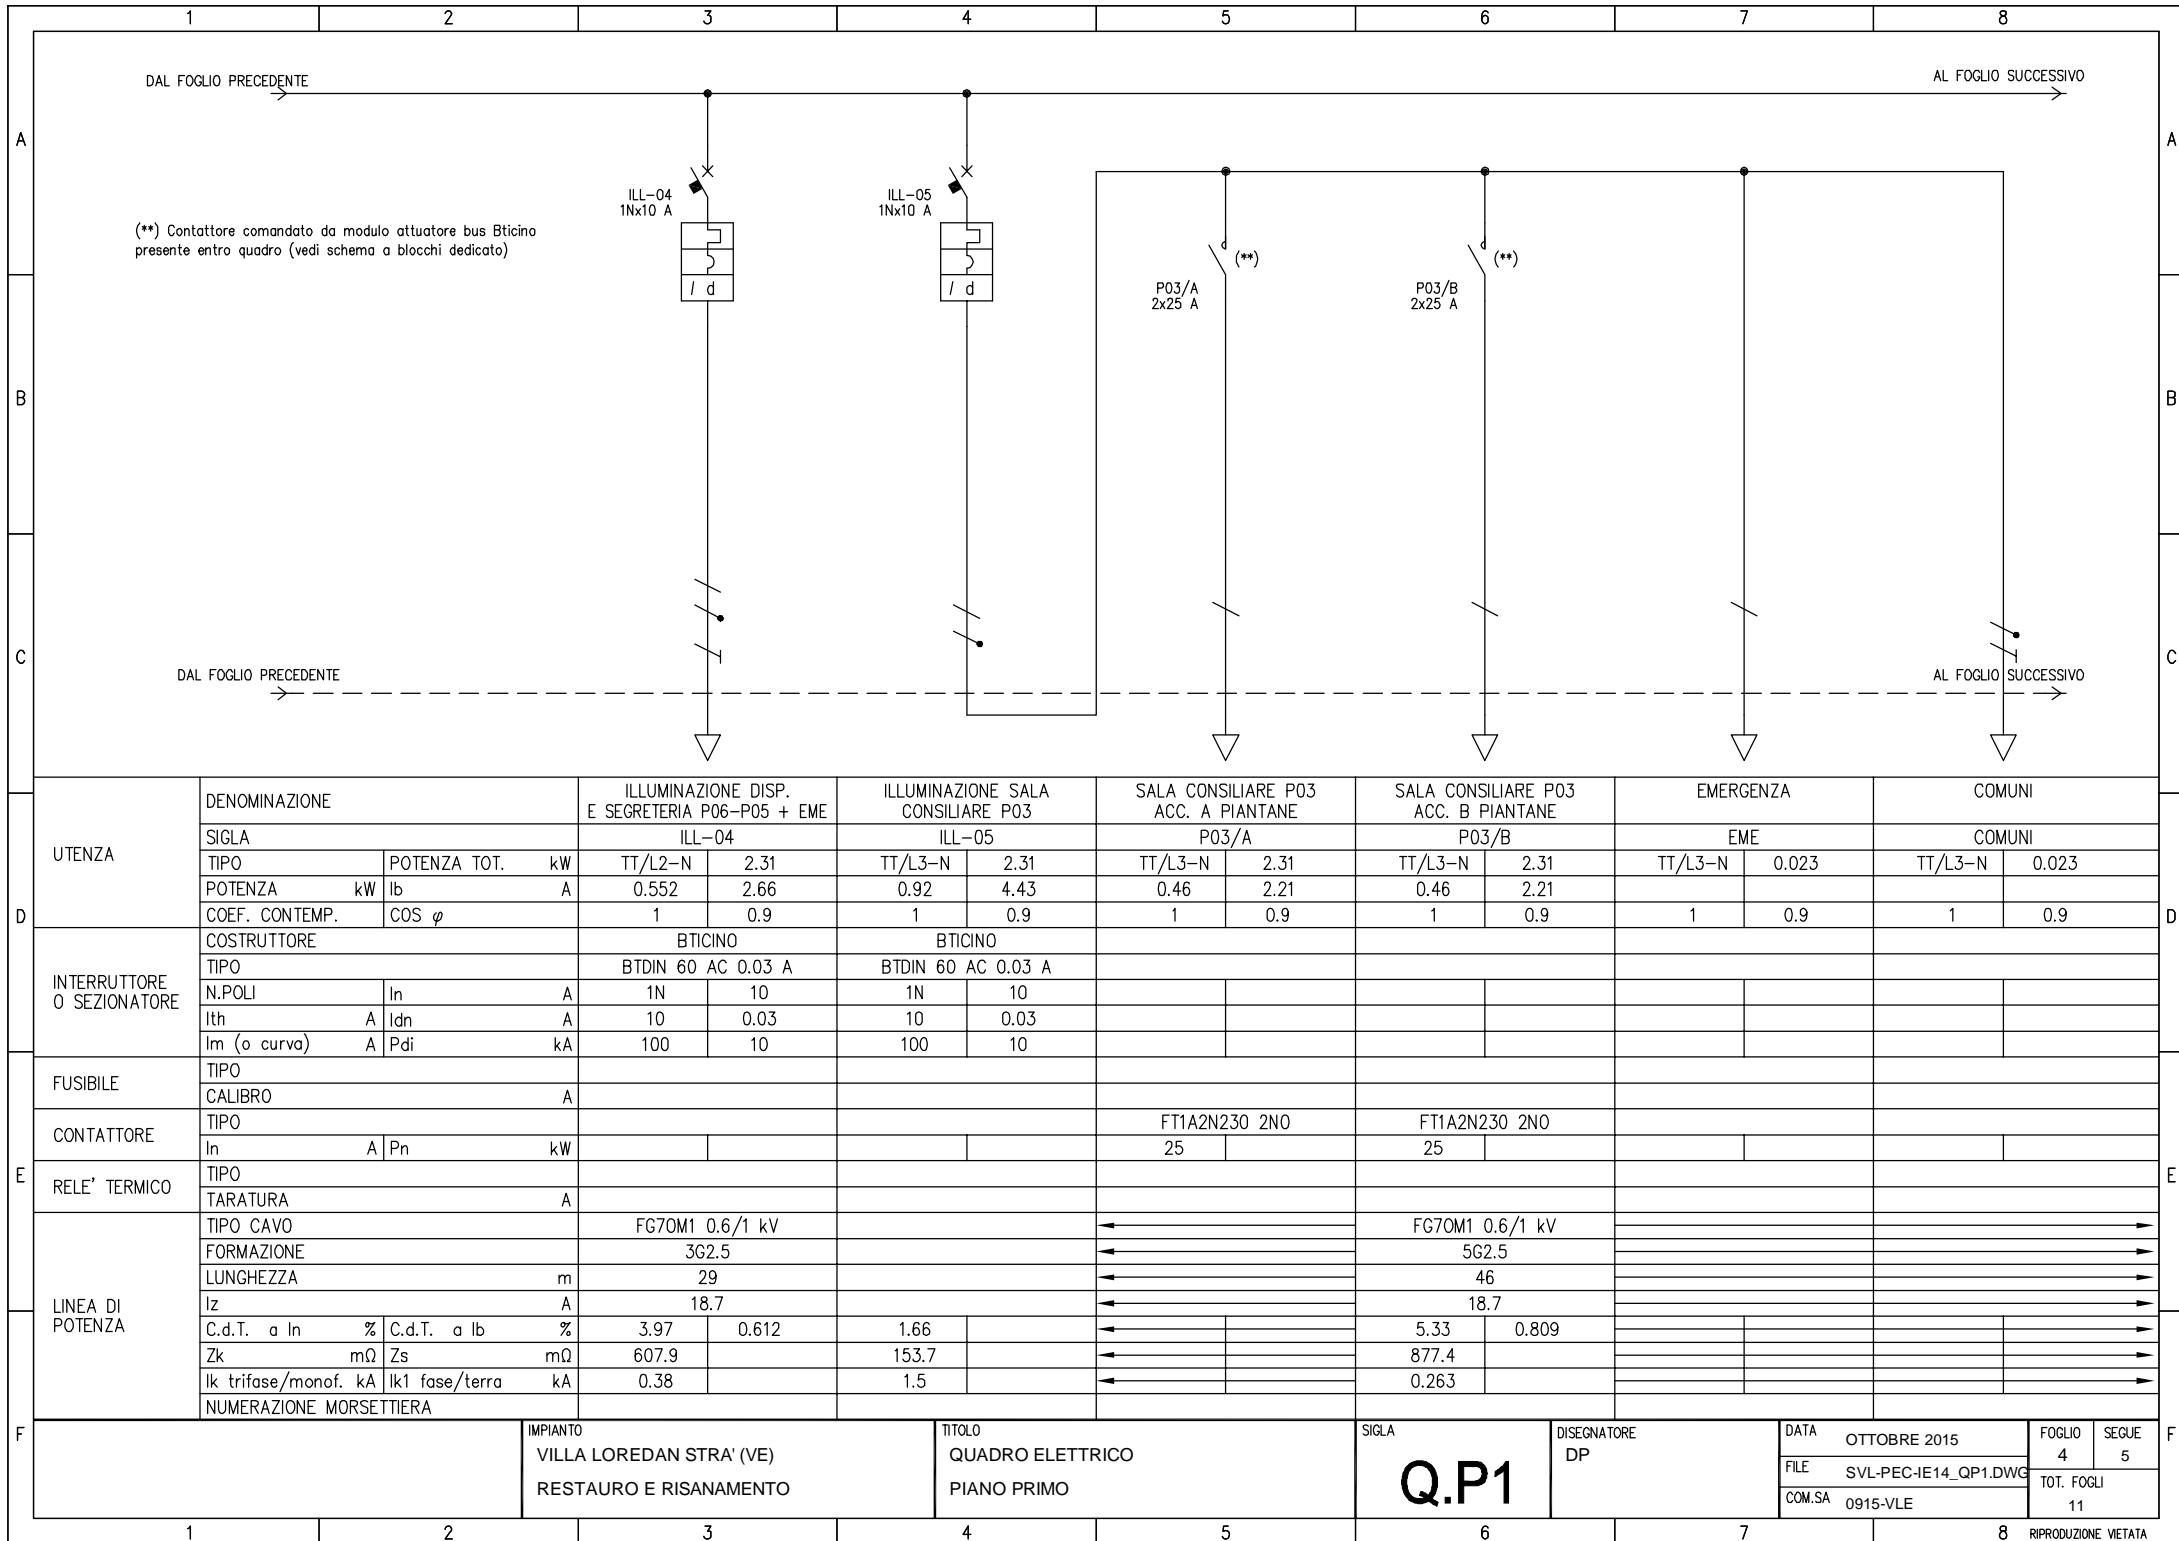 1 2 3 4 5 6 7 8
DAL FOGLIO PRECEDENTE
AL FOGLIO SUCCESSIVO
A A
ILL-04
1Nx10 A
ILL-05
1Nx10 A
(**) Contattore comandato da modulo attuatore bus Bticino
presente entro quadro (vedi schema a blocchi dedicato)
(**)
(**)
I d
I d
P03/A
2x25 A
P03/B
2x25 A
B B
C C
DAL FOGLIO PRECEDENTE
AL FOGLIO SUCCESSIVO
UTENZA
DENOMINAZIONE
ILLUMINAZIONE DISP.
E SEGRETERIA P06-P05 + EME
ILLUMINAZIONE SALA
CONSILIARE P03
SALA CONSILIARE P03
ACC. A PIANTANE
SALA CONSILIARE P03
ACC. B PIANTANE
EMERGENZA
COMUNI
SIGLA ILL-04 ILL-05 P03/A P03/B EME COMUNI
TIPO POTENZA TOT. kW TT/L2-N 2.31 TT/L3-N 2.31 TT/L3-N 2.31 TT/L3-N 2.31 TT/L3-N 0.023 TT/L3-N 0.023
POTENZA kW Ib A 0.552 2.66 0.92 4.43 0.46 2.21 0.46 2.21
COEF. CONTEMP. COS φ 1 0.9 1 0.9 1 0.9 1 0.9 1 0.9 1 0.9
D D
INTERRUTTORE
O SEZIONATORE
COSTRUTTORE BTICINO BTICINO
TIPO BTDIN 60 AC 0.03 A BTDIN 60 AC 0.03 A
N.POLI In A 1N 10 1N 10
Ith A Idn A 10 0.03 10 0.03
Im (o curva) A Pdi kA 100 10 100 10
FUSIBILE
TIPO
CALIBRO A
CONTATTORE
TIPO FT1A2N230 2NO FT1A2N230 2NO
In A Pn kW 25 25
E E
RELE' TERMICO
TIPO
TARATURA A
LINEA DI
POTENZA
TIPO CAVO FG7OM1 0.6/1 kV FG7OM1 0.6/1 kV
FORMAZIONE 3G2.5 5G2.5
LUNGHEZZA m 29 46
Iz A 18.7 18.7
C.d.T. a In % C.d.T. a Ib % 3.97 0.612 1.66 5.33 0.809
Zk mΩ Zs mΩ 607.9 153.7 877.4
Ik trifase/monof. kA Ik1 fase/terra kA 0.38 1.5 0.263
NUMERAZIONE MORSETTIERA
F F
IMPIANTO
VILLA LOREDAN STRA' (VE)
RESTAURO E RISANAMENTO
TITOLO
QUADRO ELETTRICO
PIANO PRIMO
SIGLA
Q.P1
DISEGNATORE
DP
DATA OTTOBRE 2015
FILE SVL-PEC-IE14_QP1.DWG
COM.SA 0915-VLE
FOGLIO
4
SEGUE
5
TOT. FOGLI
11
1 2 3 4 5 6 7 8
RIPRODUZIONE VIETATA